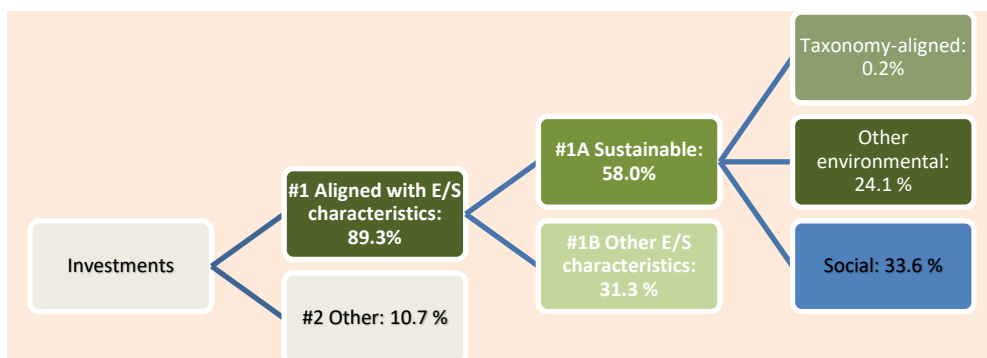 Investments
#1 Aligned with E/S
characteristics:
89.3%
#2 Other: 10.7 %
#1A Sustainable:
58.0%
#1B Other E/S
characteristics:
31.3 %
Taxonomy-aligned:
0.2%
Other
environmental:
24.1 %
Social: 33.6 %